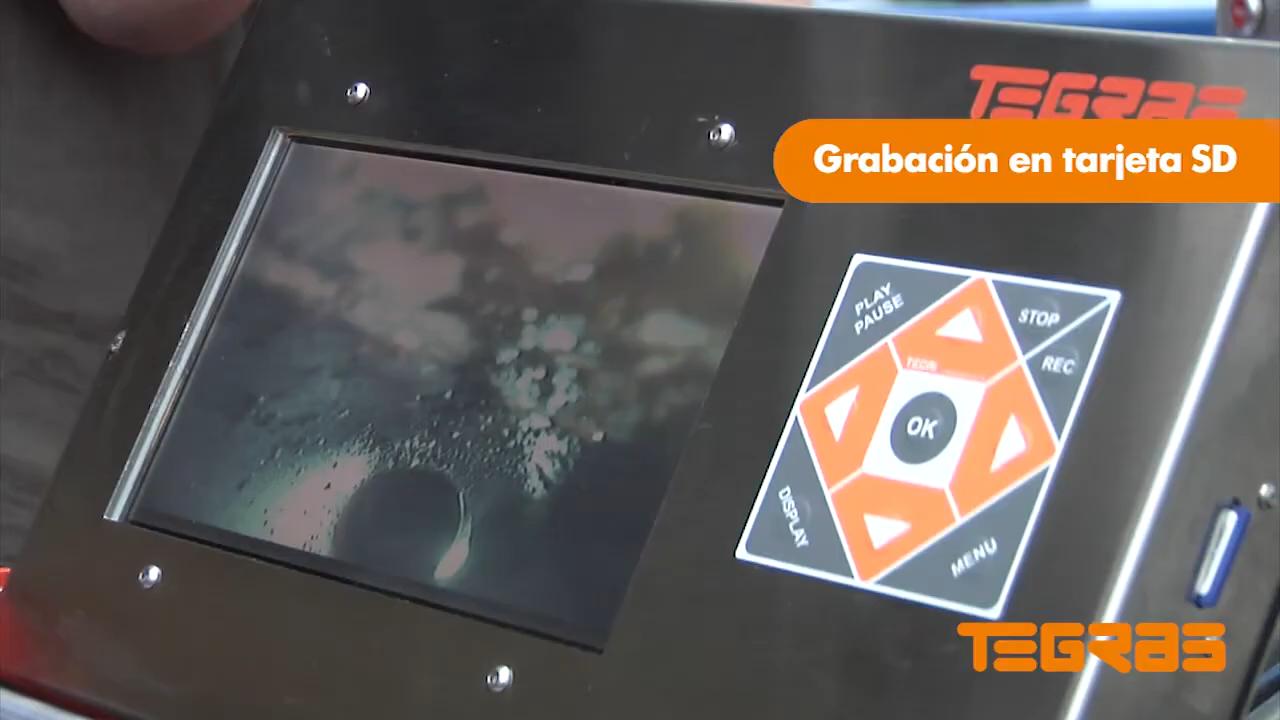 TEGRAS
Grabación en tarjeta SD
PLAY
PAUSE
STOP
REC
OK
DISPLAY
MENU
TEGRAS